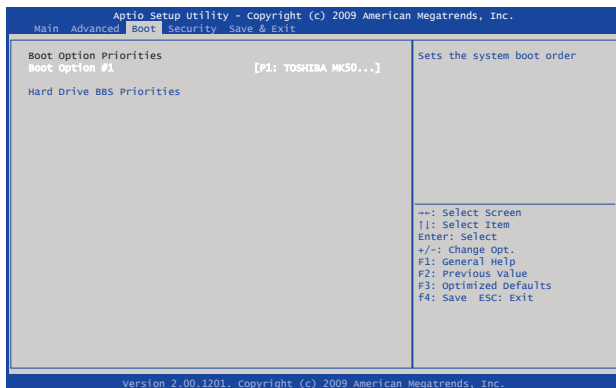 Aptio Setup Utility - Copyright (c) 2009 American Megatrends, Inc.
Main Advanced Boot Security Save & Exit
Boot Option Priorities
Boot Option #1 [P1: TOSHIBA MK50...]
Hard Drive BBS Priorities
Sets the system boot order
→←: Select Screen
↑↓: Select Item
Enter: Select
+/-: Change Opt.
F1: General Help
F2: Previous Value
F3: Optimized Defaults
f4: Save ESC: Exit
Version 2.00.1201. Copyright (c) 2009 American Megatrends, Inc.